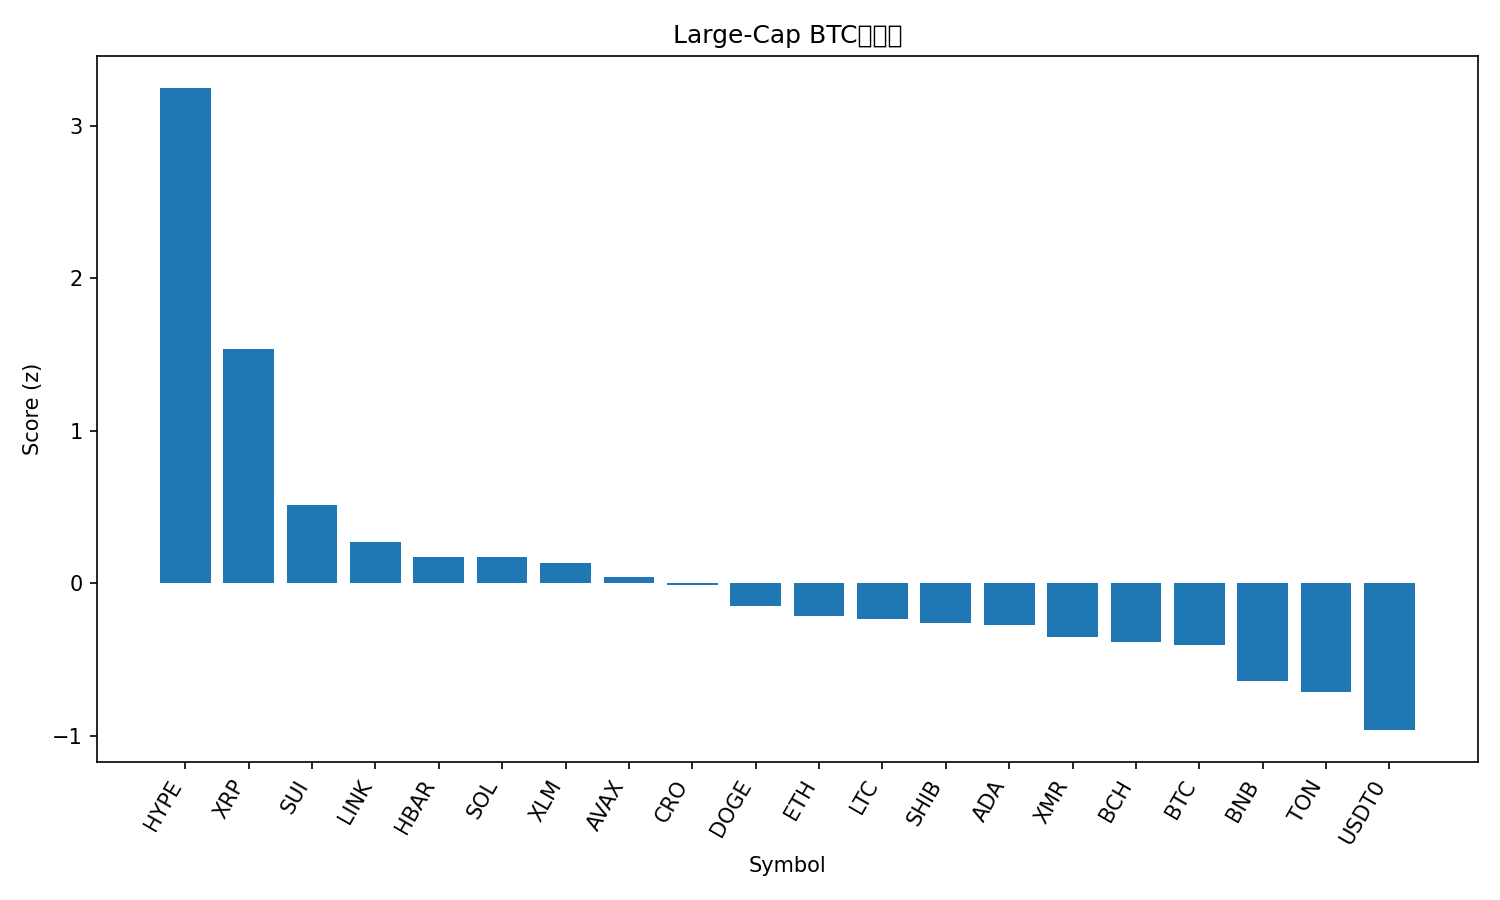 Large-Cap BTC
Score (z)
3
2
1
0
−1
HYPE
XRP
SUI
LINK
HBAR
SOL
XLM
AVAX
CRO
DOGE
ETH
LTC
SHIB
ADA
XMR
BCH
BTC
BNB
TON
USDT0
Symbol